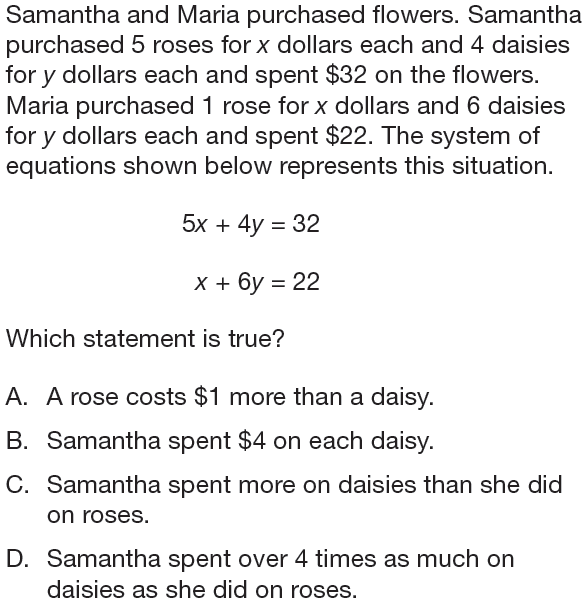 Samantha and Maria purchased flowers. Samantha
purchased 5 roses for x dollars each and 4 daisies
for y dollars each and spent $32 on the flowers.
Maria purchased 1 rose for x dollars and 6 daisies
for y dollars each and spent $22. The system of
equations shown below represents this situation.
5x + 4y = 32
x + 6y = 22
Which statement is true?
A. A rose costs $1 more than a daisy.
B. Samantha spent $4 on each daisy.
C. Samantha spent more on daisies than she did
on roses.
D. Samantha spent over 4 times as much on
daisies as she did on roses.